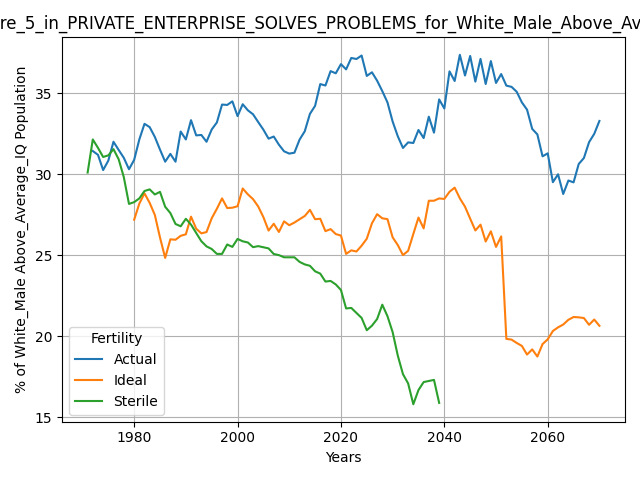 re_5_in_PRIVATE_ENTERPRISE_SOLVES_PROBLEMS_for_White_Male_Above_Av
% of White_Male Above_Average_IQ Population
35
30
25
20
15
Fertility
Actual
Ideal
Sterile
1980 2000 2020 2040 2060
Years